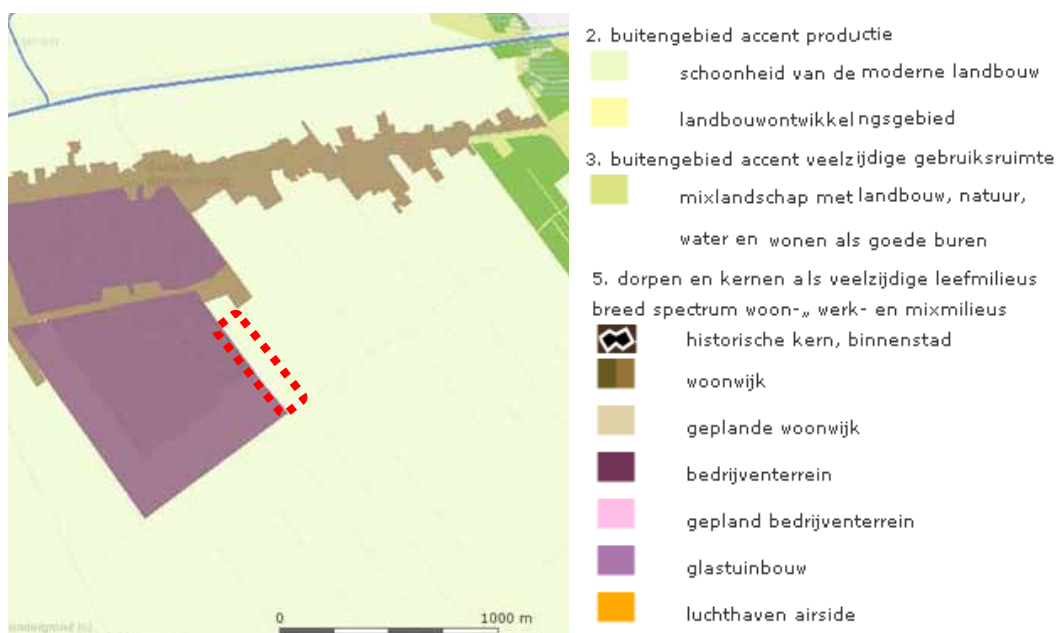 2. buitengebied accent productie
schoonheid van de moderne landbouw
landbouwontwikkelingsgebied
3. buitengebied accent veelzijdige gebruiksruimte
mixlandschap met landbouw, natuur,
water en wonen als goede buren
5. dorpen en kernen als veelzijdige leefmilieus
breed spectrum woon-„ werk- en mixmilieus
historische kern, binnenstad
woonwijk
geplande woonwijk
bedrijventerrein
gepland bedrijventerrein
glastuinbouw
luchthaven airside
0 1000 m